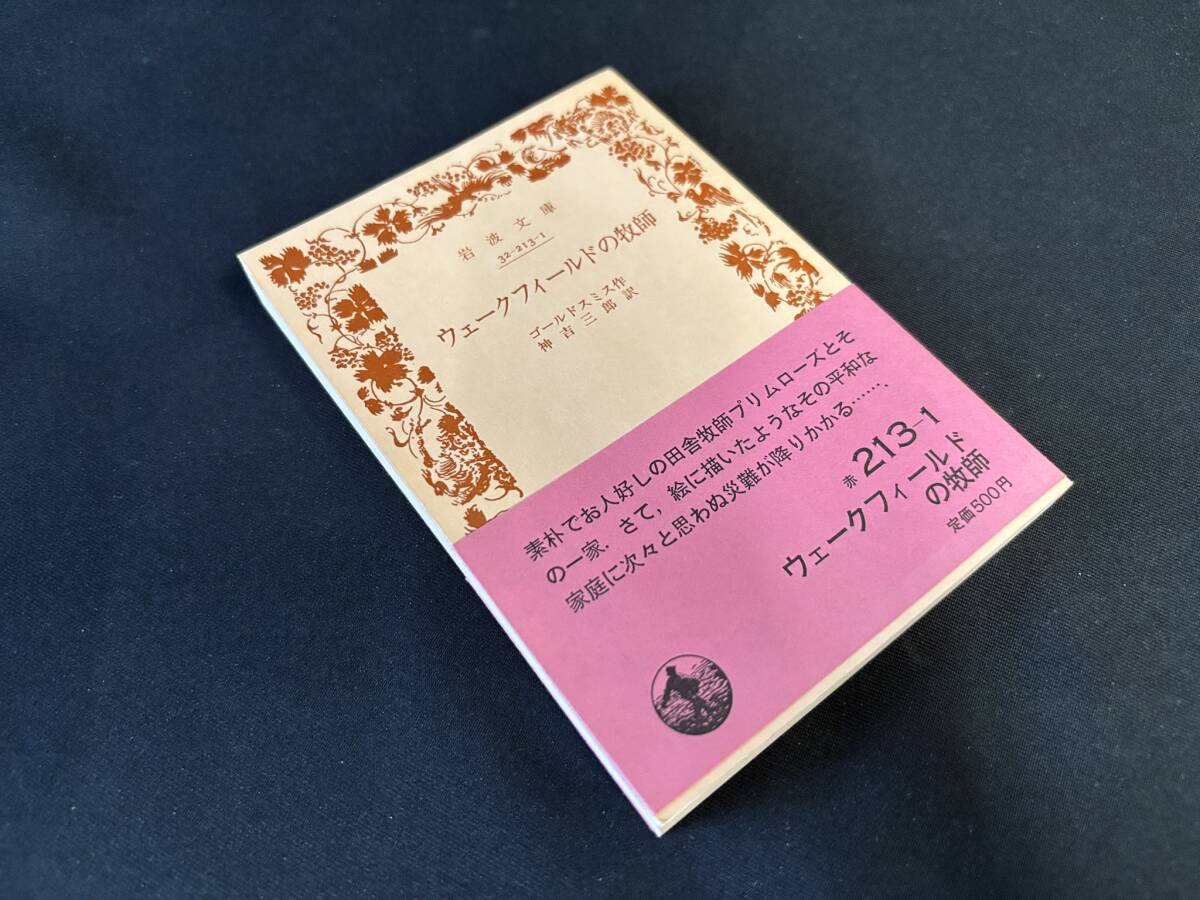 岩波文庫
32-213-1
ウェークフィールドの牧師
ゴールドスミス作
神吉三郎訳
素朴でお人好しの田舎牧師プリムローズとそ
の一家．さて，絵に描いたようなその平和な
家庭に次々と思わぬ災難が降りかかる…….
赤 213-1
ウェークフィールド
の牧師
定価500円